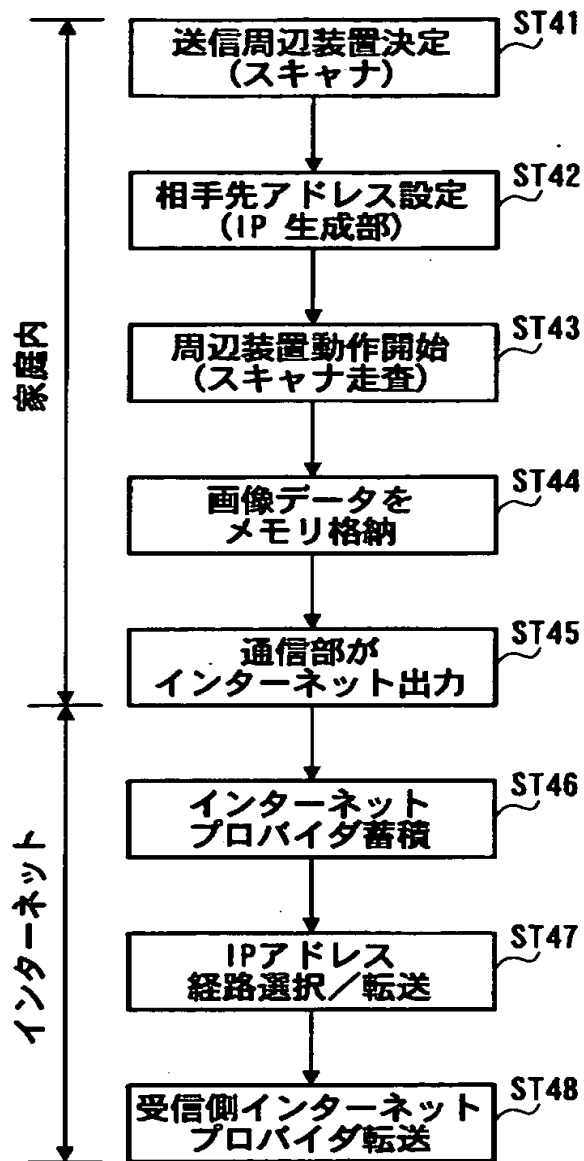 送信周辺装置決定
(スキャナ)
ST41
相手先アドレス設定
(IP 生成部)
ST42
周辺装置動作開始
(スキャナ走査)
ST43
画像データを
メモリ格納
ST44
通信部が
インターネット出力
ST45
家庭内
インターネット
プロバイダ蓄積
ST46
IPアドレス
経路選択/転送
ST47
受信側インターネット
プロバイダ転送
ST48
インターネット